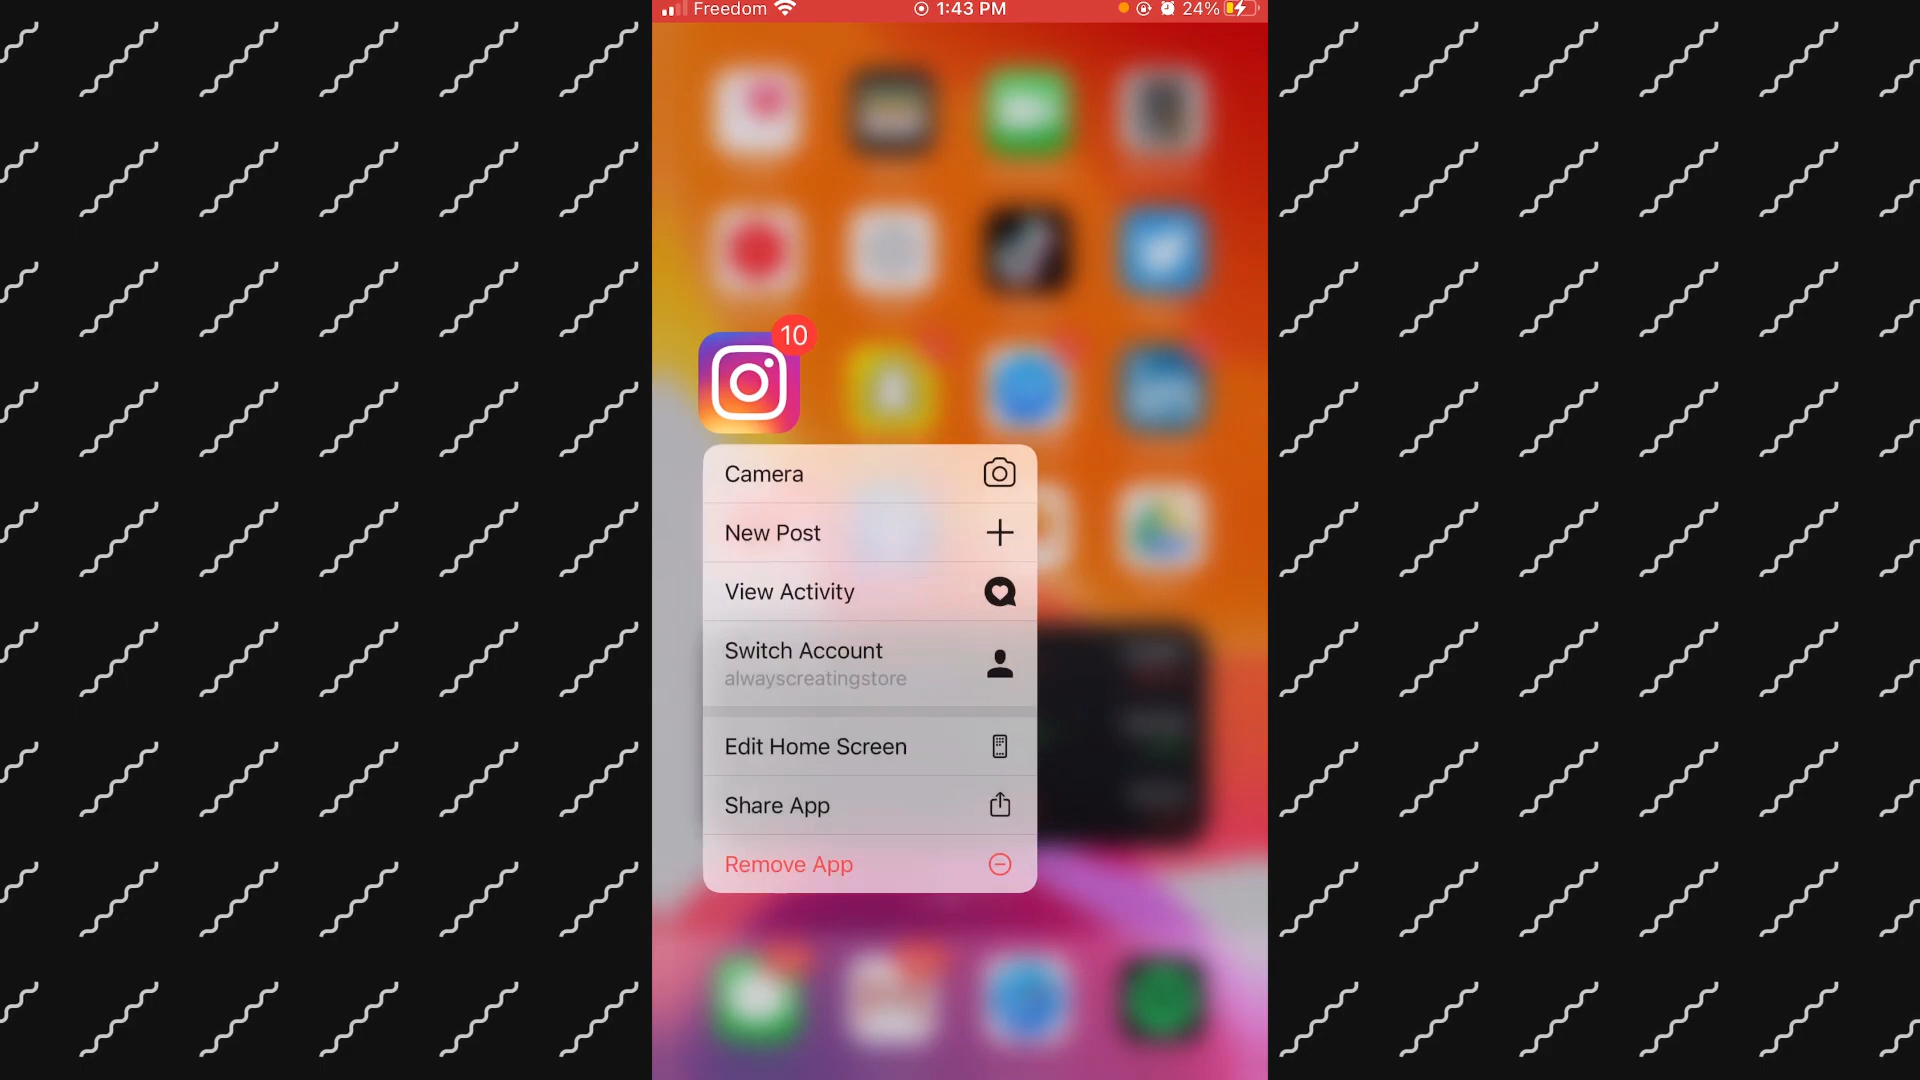 Freedom 1:43 PM 24%
10
Camera
New Post
View Activity
Switch Account
alwayscreatingstore
Edit Home Screen
Share App
Remove App